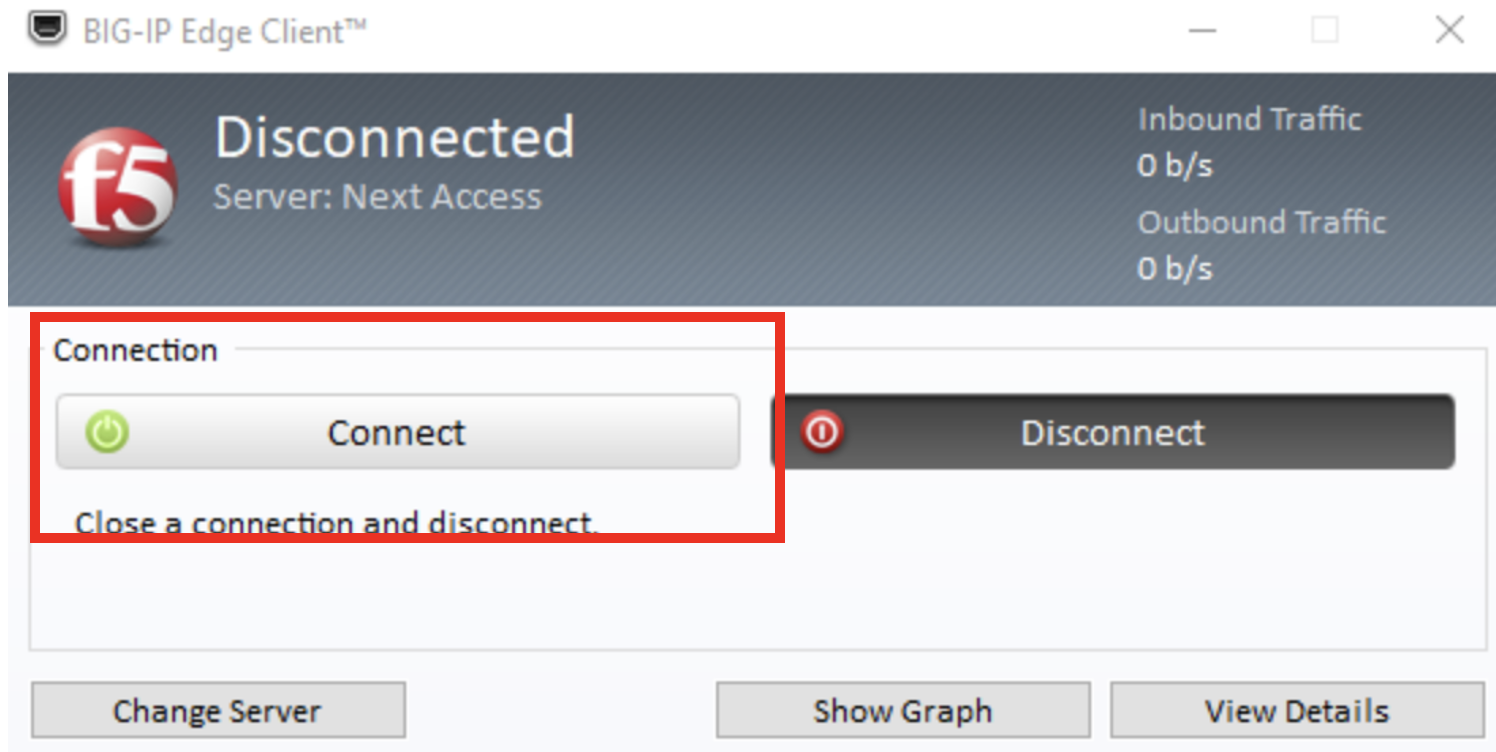 BIG-IP Edge Client™
f5
Disconnected
Server: Next Access
Inbound Traffic
0 b/s
Outbound Traffic
0 b/s
Connection
Connect
Disconnect
Close a connection and disconnect.
Change Server
Show Graph
View Details